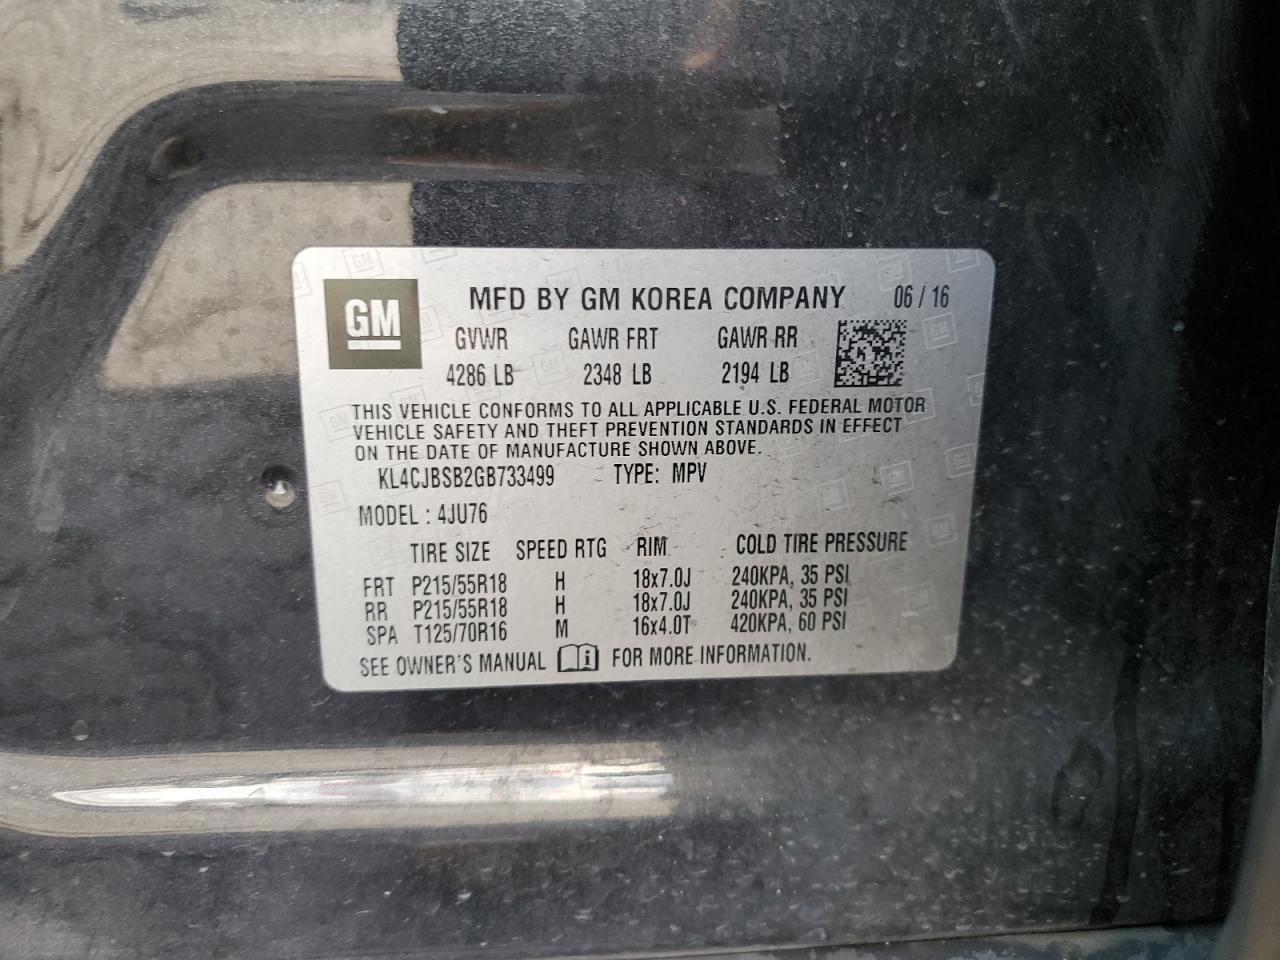 GM
MFD BY GM KOREA COMPANY 06 / 16
GVWR GAWR FRT GAWR RR
4286 LB 2348 LB 2194 LB
THIS VEHICLE CONFORMS TO ALL APPLICABLE U.S. FEDERAL MOTOR
VEHICLE SAFETY AND THEFT PREVENTION STANDARDS IN EFFECT
ON THE DATE OF MANUFACTURE SHOWN ABOVE.
KL4CJBSB2GB733499 TYPE: MPV
MODEL : 4JU76
TIRE SIZE SPEED RTG RIM COLD TIRE PRESSURE
FRT P215/55R18 H 18x7.0J 240KPA, 35 PSI
RR P215/55R18 H 18x7.0J 240KPA, 35 PSI
SPA T125/70R16 M 16x4.0T 420KPA, 60 PSI
SEE OWNER'S MANUAL FOR MORE INFORMATION.